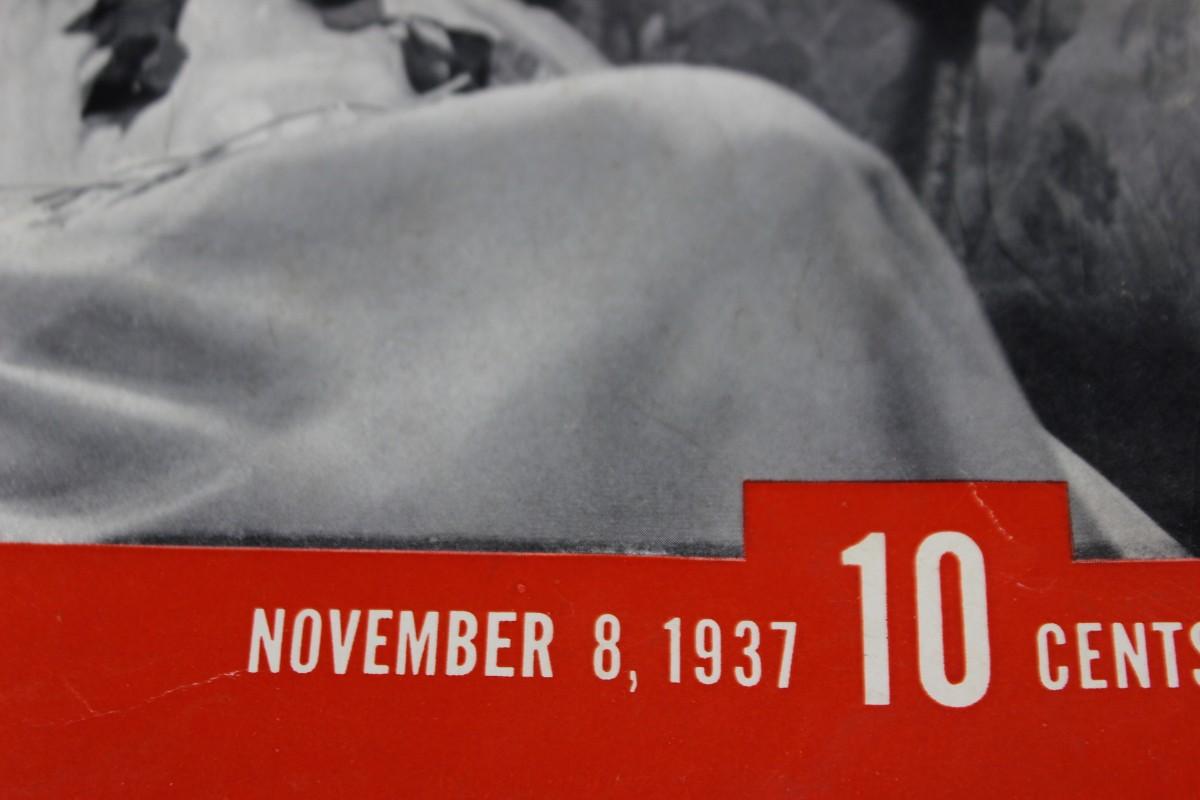 NOVEMBER 8, 1937 10 CENTS